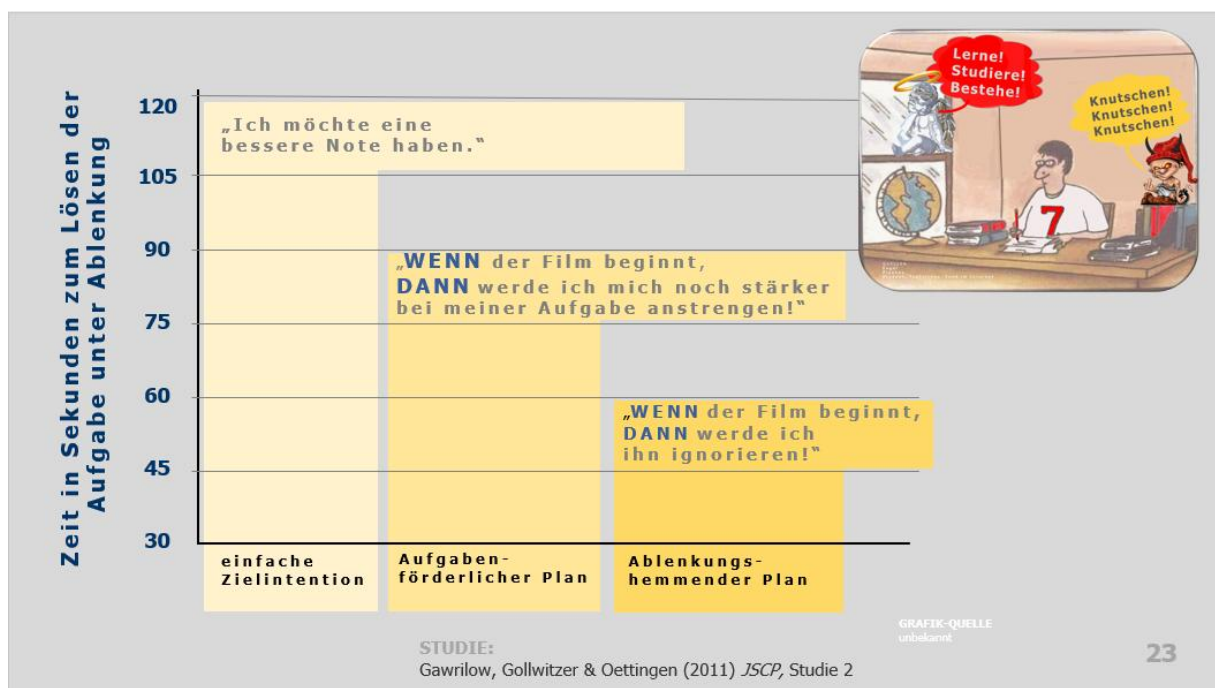 Zeit in Sekunden zum Lösen der
Aufgabe unter Ablenkung
120
105
90
75
60
45
30
„Ich möchte eine
bessere Note haben.“
„WENN der Film beginnt,
DANN werde ich mich noch stärker
bei meiner Aufgabe anstrengen!“
„WENN der Film beginnt,
DANN werde ich
ihn ignorieren!“
einfache
Zielintention
Aufgaben-
förderlicher Plan
Ablenkungs-
hemmender Plan
Lerne!
Studiere!
Bestehe!
Knutschen!
Knutschen!
Knutschen!
7
GRAFIK-QUELLE
unbekannt
STUDIE:
Gawrilow, Gollwitzer & Oettingen (2011) JSCP, Studie 2
23